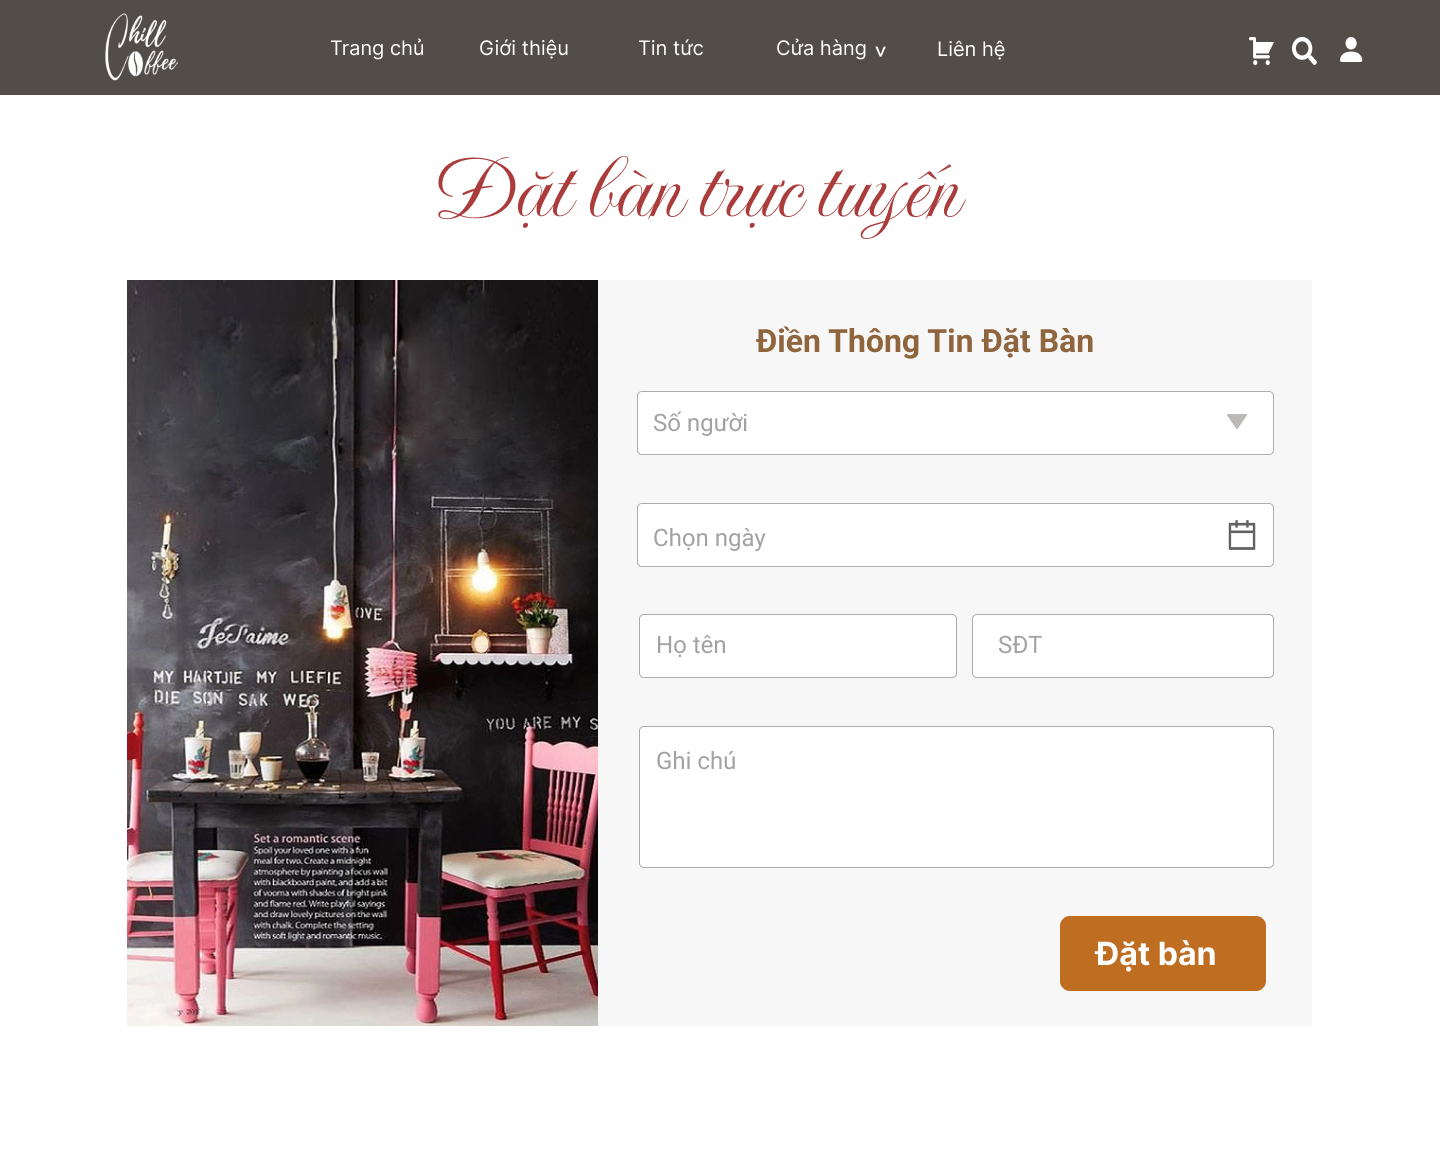 Chill
Coffee
Trang chủ
Giới thiệu
Tin tức
Cửa hàng v
Liên hệ
Đặt bàn trực tuyến
Điền Thông Tin Đặt Bàn
Số người
Chọn ngày
Họ tên
SĐT
Ghi chú
Đặt bàn
OVE
Je t'aime
MY HARTJIE MY LIEFIE
DIE SON SAK WEG
YOU ARE MY S
Set a romantic scene
Spoil your loved one with a fun
meal for two. Create a midnight
atmosphere by painting a focus wall
with blackboard paint, and add a bit
of vooma with shades of bright pink
and flame red. Write playful sayings
and draw lovely pictures on the wall
with chalk. Complete the setting
with soft light and romantic music.